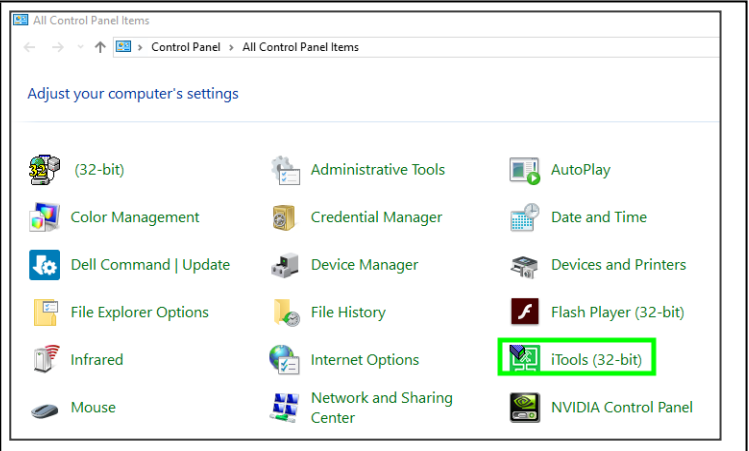 All Control Panel Items
Control Panel › All Control Panel Items
Adjust your computer's settings
32
(32-bit)
Administrative Tools
AutoPlay
Color Management
Credential Manager
Date and Time
Dell Command | Update
Device Manager
Devices and Printers
File Explorer Options
File History
Flash Player (32-bit)
Infrared
Internet Options
iTools (32-bit)
Mouse
Network and Sharing
Center
NVIDIA Control Panel